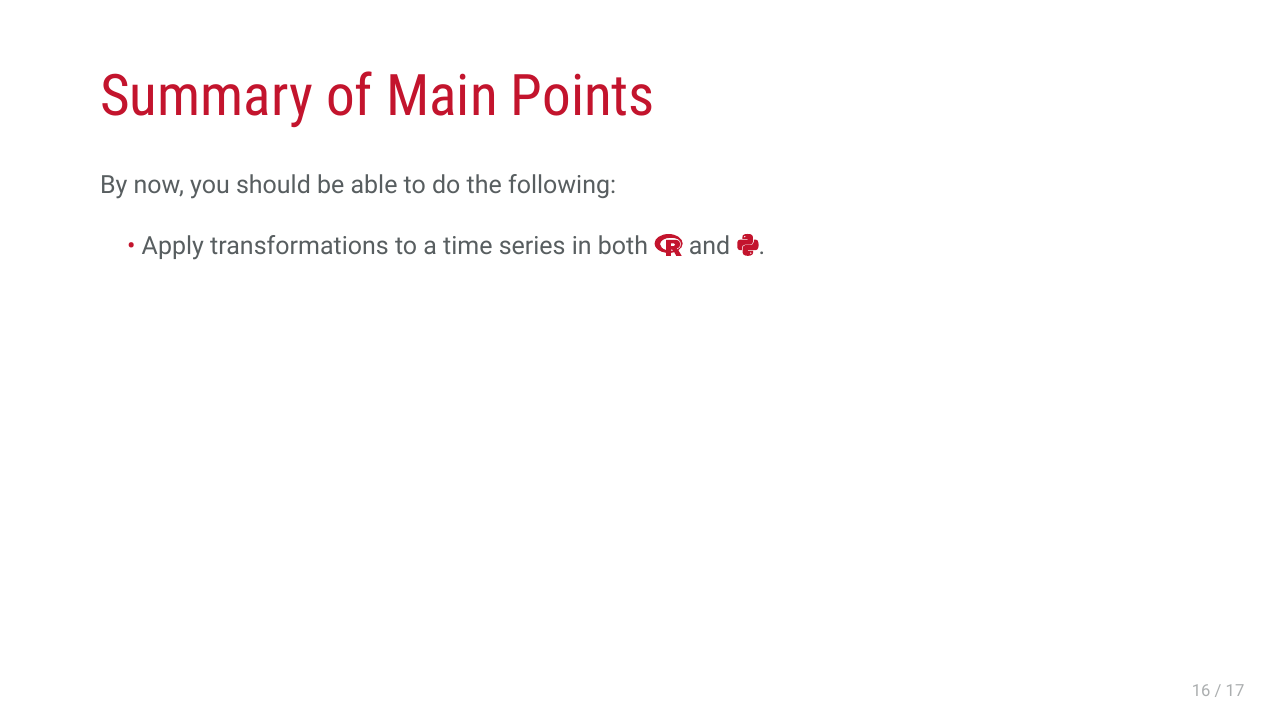 Summary of Main Points
By now, you should be able to do the following:
• Apply transformations to a time series in both R and .
16 / 17